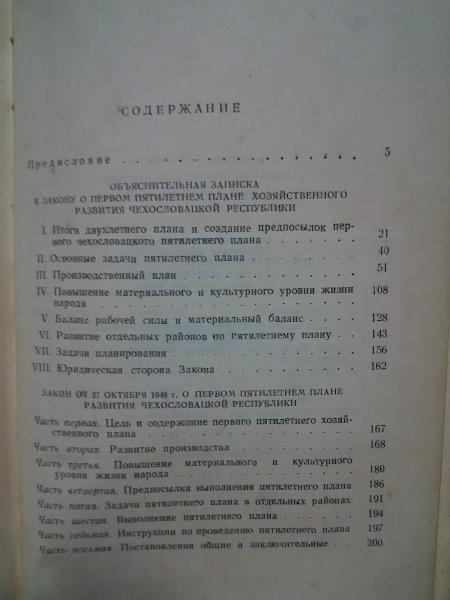 СОДЕРЖАНИЕ
Предисловие . . . . . . . . . . . . . . . . 5
ОБЪЯСНИТЕЛЬНАЯ ЗАПИСКА
К ЗАКОНУ О ПЕРВОМ ПЯТИЛЕТНЕМ ПЛАНЕ ХОЗЯЙСТВЕННОГО
РАЗВИТИЯ ЧЕХОСЛОВАЦКОЙ РЕСПУБЛИКИ
I. Итоги двухлетнего плана и создание предпосылок пер-
вого чехословацкого пятилетнего плана . . . . . . 21
II. Основные задачи пятилетнего плана . . . . . . . 40
III. Производственный план . . . . . . . . . . . 51
IV. Повышение материального и культурного уровня жизни
народа . . . . . . . . . . . . . . . . 108
V. Баланс рабочей силы и материальный баланс . . . . 128
VI. Развитие отдельных районов по пятилетнему плану . . 143
VII. Задачи планирования . . . . . . . . . . . . 156
VIII. Юридическая сторона Закона . . . . . . . . . 162
ЗАКОН ОТ 27 ОКТЯБРЯ 1948 г. О ПЕРВОМ ПЯТИЛЕТНЕМ ПЛАНЕ
РАЗВИТИЯ ЧЕХОСЛОВАЦКОЙ РЕСПУБЛИКИ
Часть первая. Цель и содержание первого пятилетнего хозяй-
ственного плана . . . . . . . . . . . . . 167
Часть вторая. Развитие производства . . . . . . . . 168
Часть третья. Повышение материального и культурного
уровня жизни народа . . . . . . . . . . . 180
Часть четвертая. Предпосылки выполнения пятилетнего плана 186
Часть пятая. Задачи пятилетнего плана в отдельных районах 191
Часть шестая. Выполнение пятилетнего плана . . . . . 194
Часть седьмая. Инструкции по проведению пятилетнего плана 197
Часть восьмая. Постановления общие и заключительные . . 200